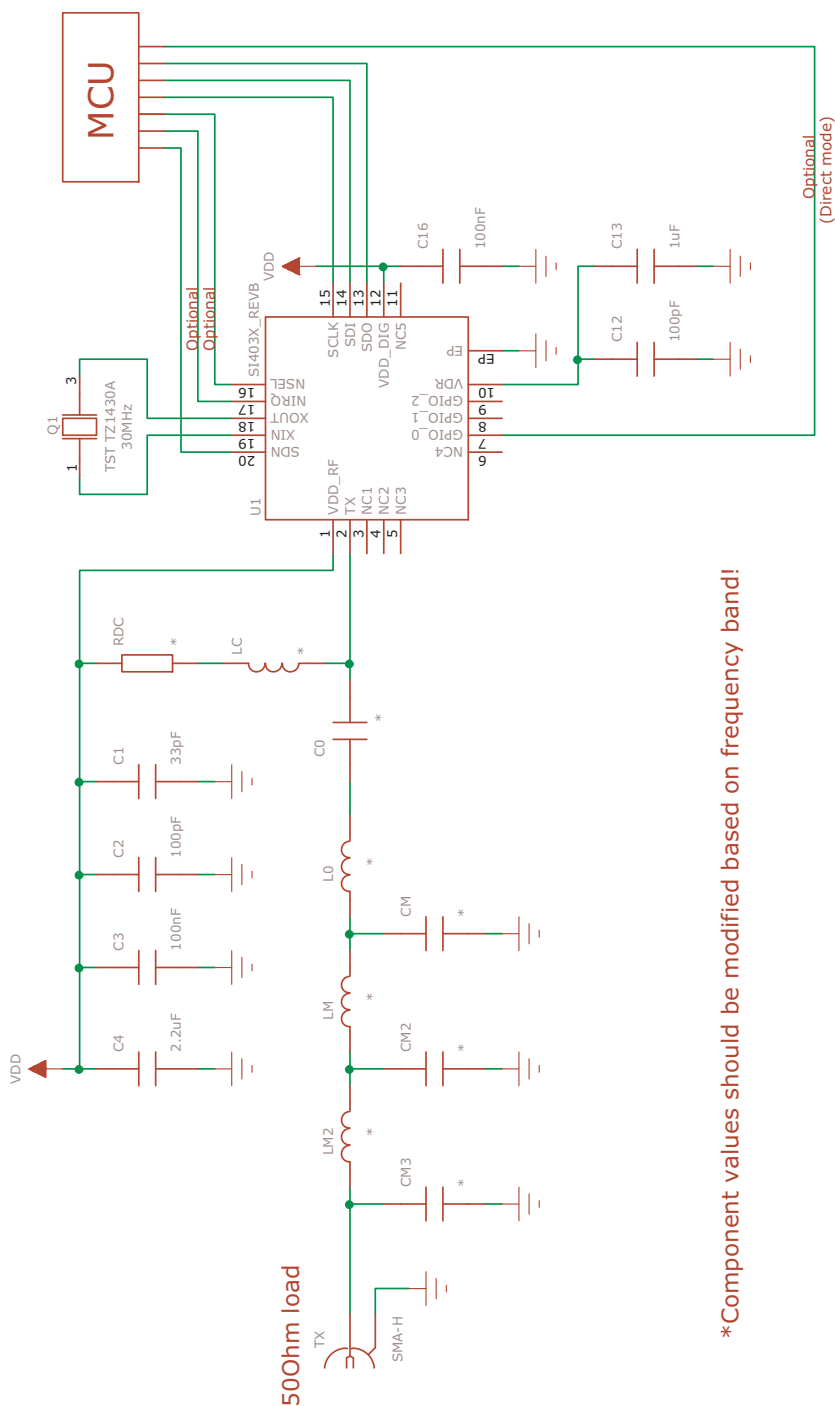 MCU
Optional
(Direct mode)
Optional
Optional
Q1
1
3
TST TZ1430A
30MHz
U1
SI403X_REVB
VDD
C16
100nF
C13
1uF
C12
100pF
15
SCLK
14
SDI
13
SDO
12
VDD_DIG
11
NC5
NSEL
16
NIRQ
17
XOUT
18
XIN
19
SDN
20
EP
EP
VDR
10
GPIO_2
9
GPIO_1
8
GPIO_0
7
NC4
6
1
VDD_RF
2
TX
3
NC1
4
NC2
5
NC3
VDD
C4
2.2uF
C3
100nF
C2
100pF
C1
33pF
RDC
*
LC
*
C0
*
L0
*
CM
*
LM
*
CM2
*
LM2
*
CM3
*
50Ohm load
TX
SMA-H
*Component values should be modified based on frequency band!